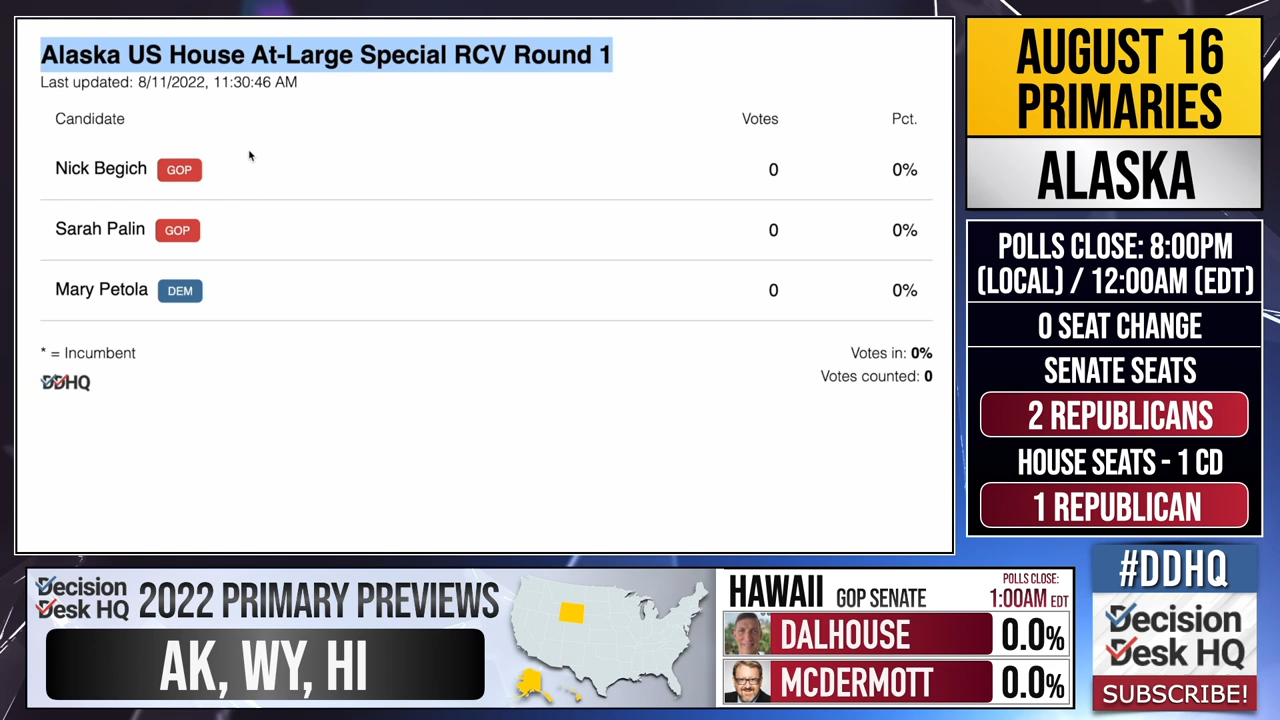 Alaska US House At-Large Special RCV Round 1
Last updated: 8/11/2022, 11:30:46 AM
Candidate Votes Pct.
Nick Begich GOP 0 0%
Sarah Palin GOP 0 0%
Mary Petola DEM 0 0%
* = Incumbent Votes in: 0%
DDHQ Votes counted: 0
AUGUST 16
PRIMARIES
ALASKA
POLLS CLOSE: 8:00PM
(LOCAL) / 12:00AM (EDT)
0 SEAT CHANGE
SENATE SEATS
2 REPUBLICANS
HOUSE SEATS - 1 CD
1 REPUBLICAN
Decision
Desk HQ
2022 PRIMARY PREVIEWS
AK, WY, HI
HAWAII GOP SENATE
POLLS CLOSE:
1:00AM EDT
DALHOUSE 0.0%
MCDERMOTT 0.0%
#DDHQ
Decision
Desk HQ
SUBSCRIBE!